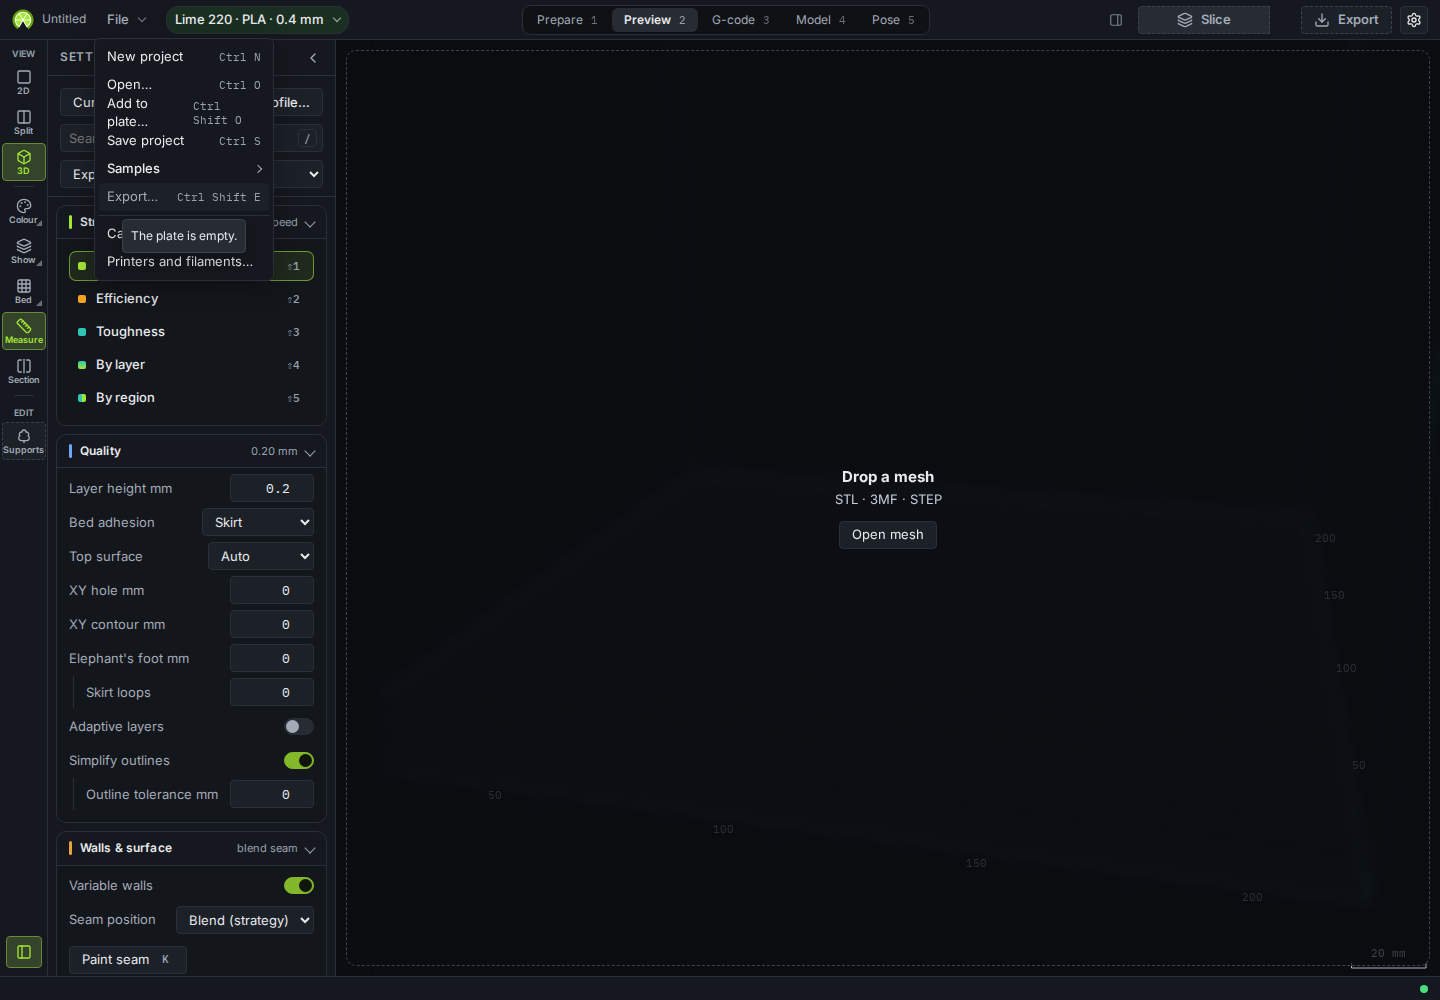 Untitled
File
Lime 220 · PLA · 0.4 mm
Prepare 1
Preview 2
G-code 3
Model 4
Pose 5
Slice
Export
VIEW
2D
Split
3D
Colour
Show
Bed
Measure
Section
EDIT
Supports
New project Ctrl N
Open... Ctrl O
Add to plate... Ctrl Shift O
Save project Ctrl S
Samples
Export... Ctrl Shift E
The plate is empty.
Printers and filaments...
/
⇧1
Efficiency ⇧2
Toughness ⇧3
By layer ⇧4
By region ⇧5
Quality 0.20 mm
Layer height mm 0.2
Bed adhesion Skirt
Top surface Auto
XY hole mm 0
XY contour mm 0
Elephant's foot mm 0
Skirt loops 0
Adaptive layers
Simplify outlines
Outline tolerance mm 0
Walls & surface blend seam
Variable walls
Seam position Blend (strategy)
Paint seam K
Drop a mesh
STL · 3MF · STEP
Open mesh
200
150
100
50
50
100
150
200
20 mm